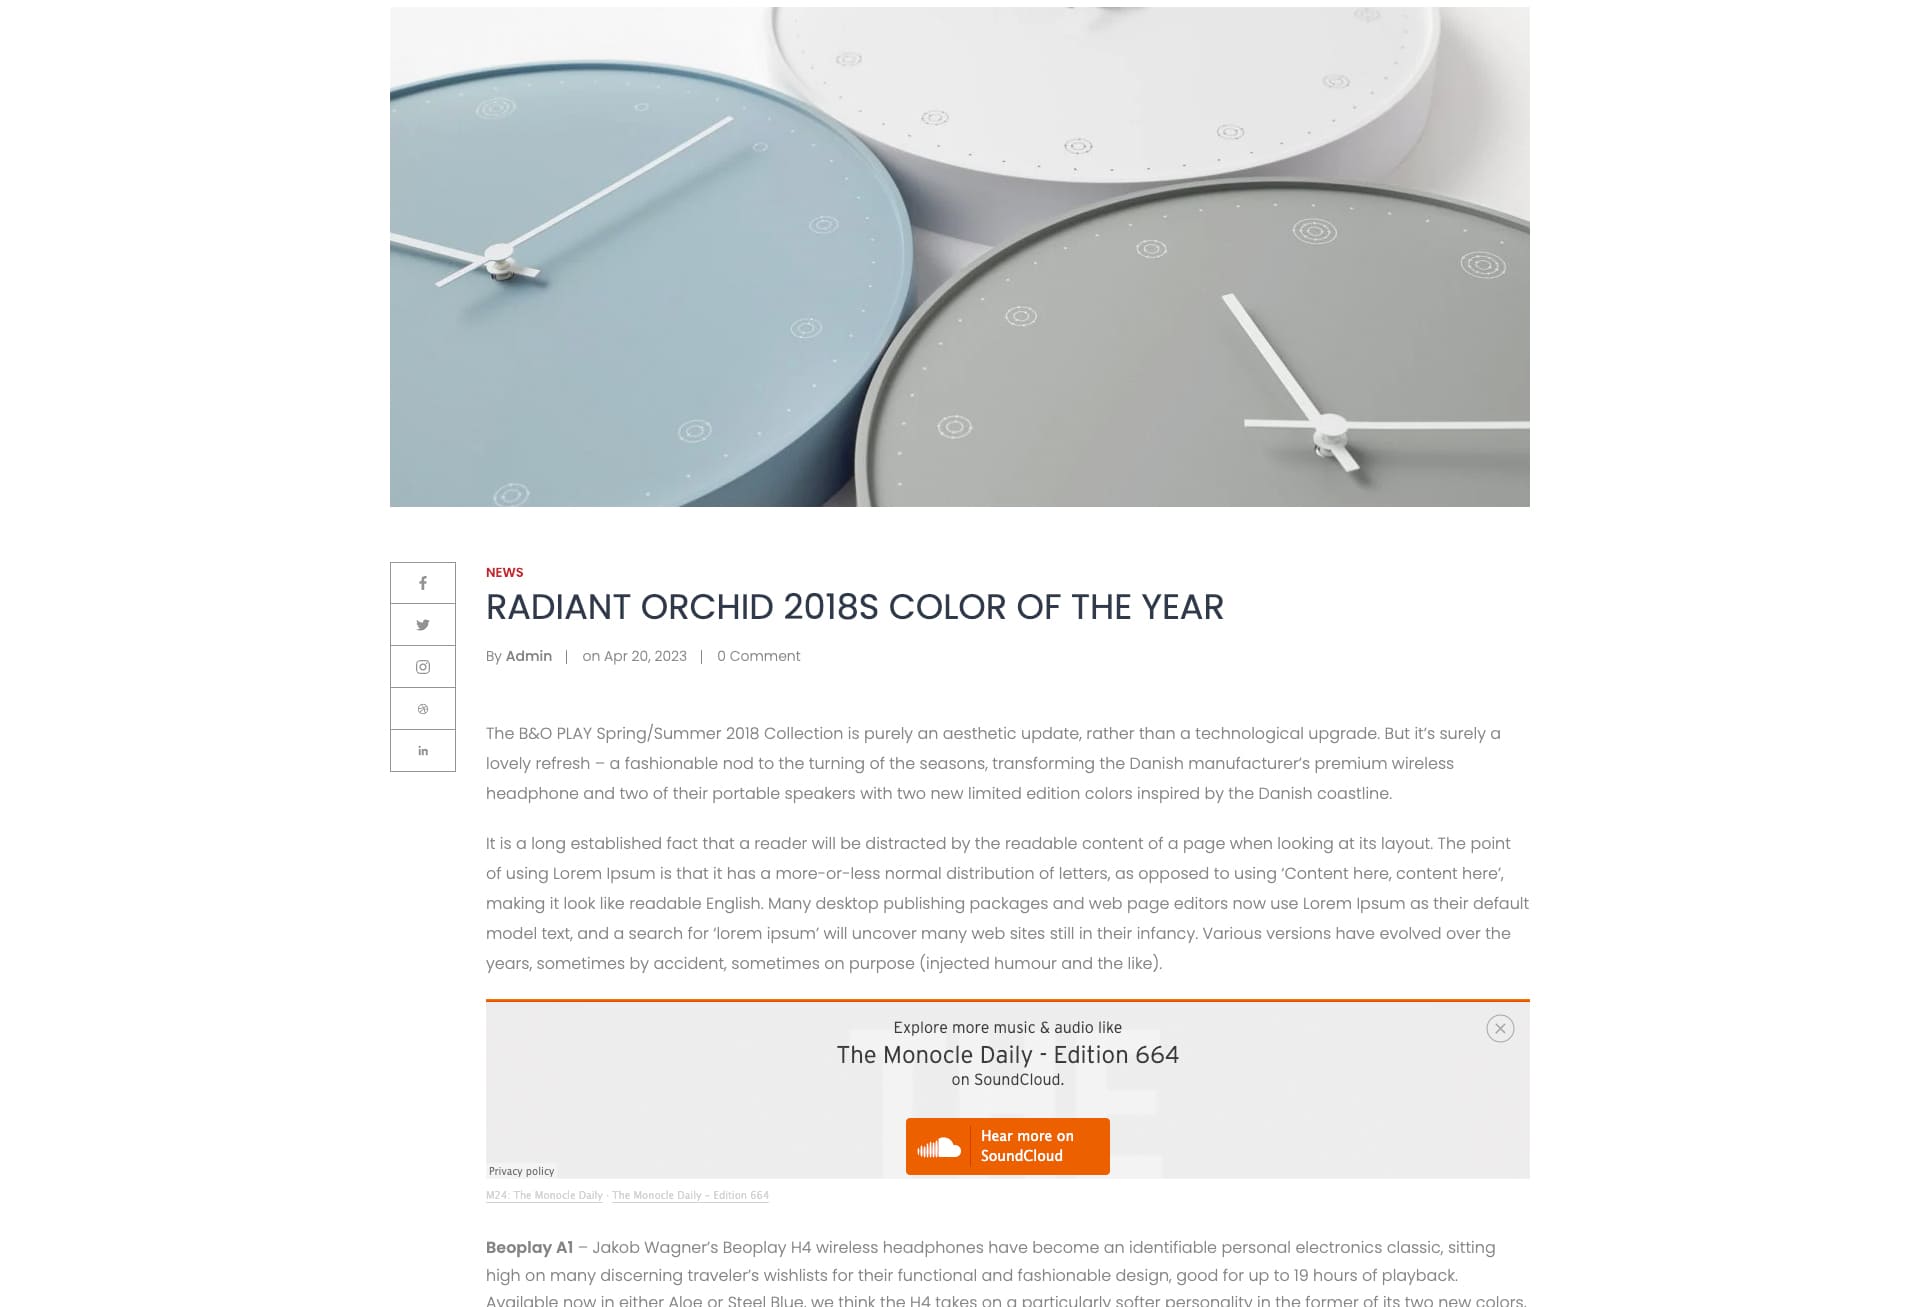 NEWS
RADIANT ORCHID 2018S COLOR OF THE YEAR
By Admin | on Apr 20, 2023 | 0 Comment
The B&O PLAY Spring/Summer 2018 Collection is purely an aesthetic update, rather than a technological upgrade. But it’s surely a
lovely refresh – a fashionable nod to the turning of the seasons, transforming the Danish manufacturer’s premium wireless
headphone and two of their portable speakers with two new limited edition colors inspired by the Danish coastline.
It is a long established fact that a reader will be distracted by the readable content of a page when looking at its layout. The point
of using Lorem Ipsum is that it has a more-or-less normal distribution of letters, as opposed to using ‘Content here, content here’,
making it look like readable English. Many desktop publishing packages and web page editors now use Lorem Ipsum as their default
model text, and a search for ‘lorem ipsum’ will uncover many web sites still in their infancy. Various versions have evolved over the
years, sometimes by accident, sometimes on purpose (injected humour and the like).
Explore more music & audio like
The Monocle Daily - Edition 664
on SoundCloud.
Hear more on
SoundCloud
Privacy policy
M24: The Monocle Daily · The Monocle Daily – Edition 664
Beoplay A1 – Jakob Wagner’s Beoplay H4 wireless headphones have become an identifiable personal electronics classic, sitting
high on many discerning traveler’s wishlists for their functional and fashionable design, good for up to 19 hours of playback.
Available now in either Aloe or Steel Blue, we think the H4 takes on a particularly softer personality in the former of its two new colors.